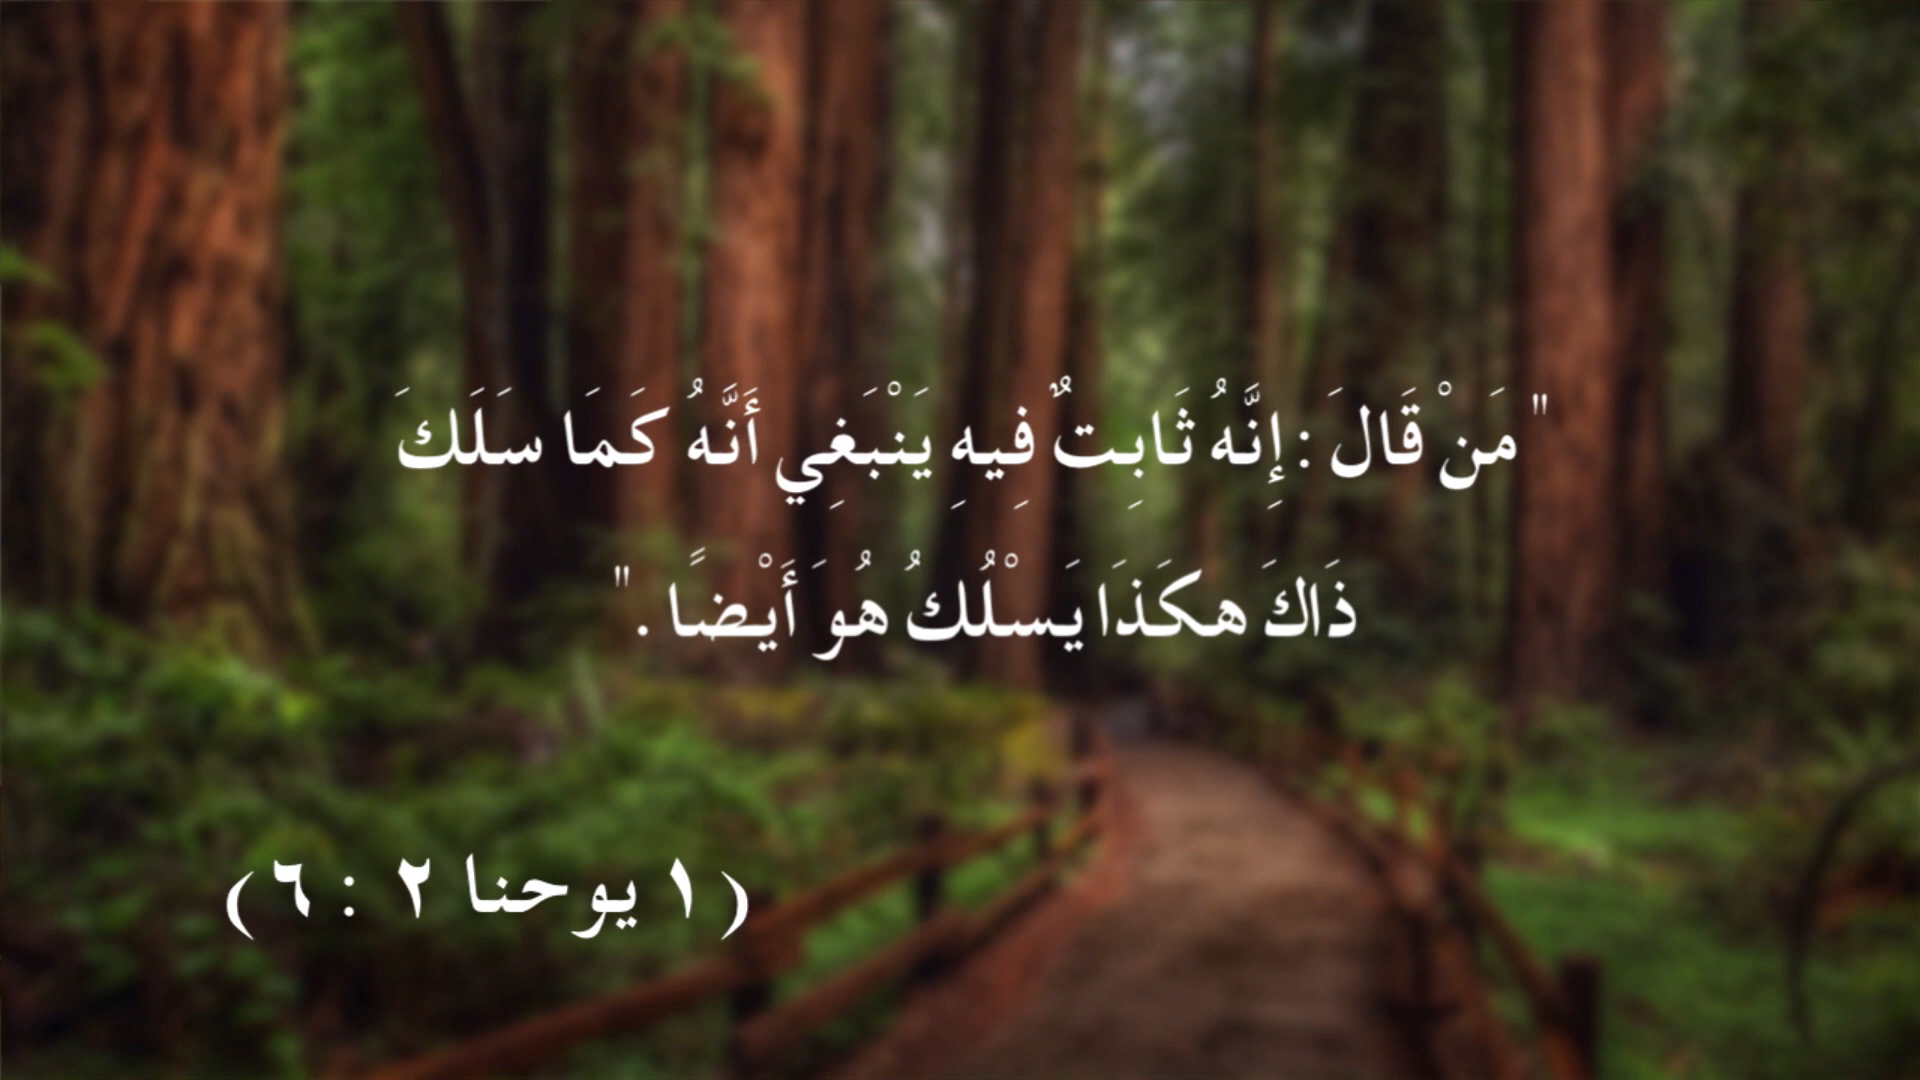 " مَنْ قَالَ : إِنَّهُ ثَابِتٌ فِيهِ يَنْبَغِي أَنَّهُ كَمَا سَلَكَ
ذَاكَ هكَذَا يَسْلُكُ هُوَ أَيْضًا . "
( ١ يوحنا ٢ : ٦ )